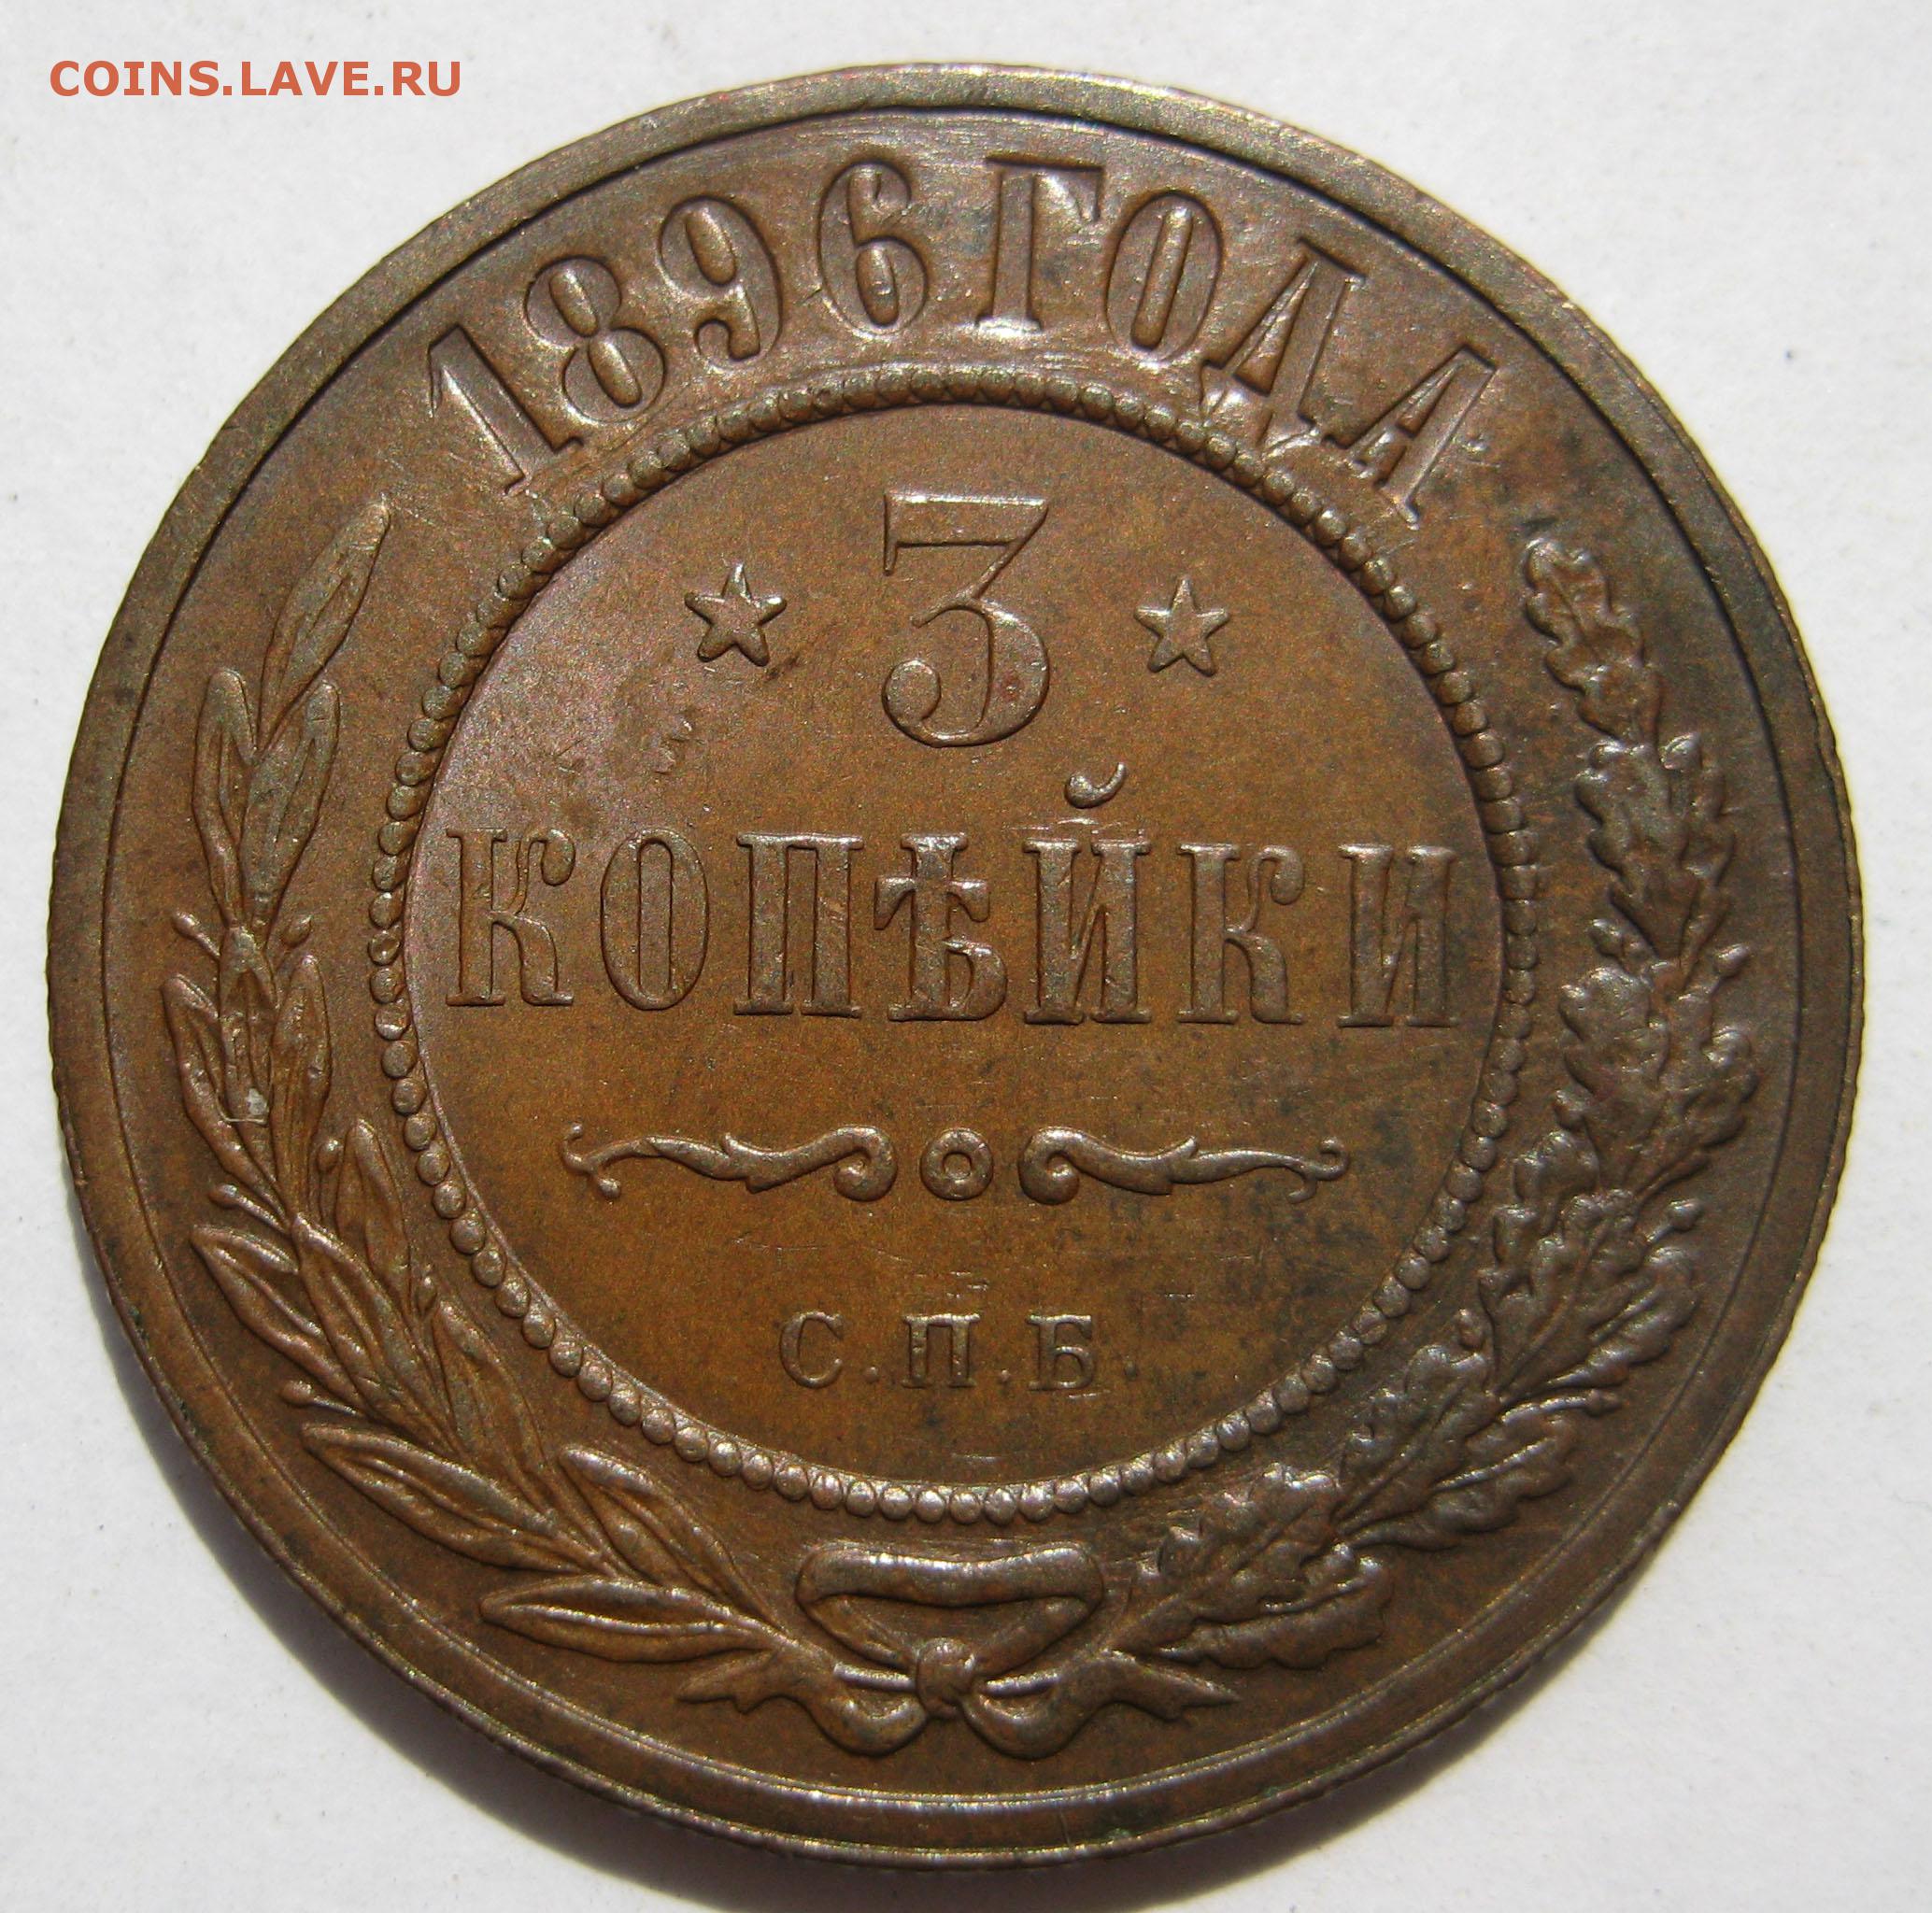 COINS.LAVE.RU
1896 ГОДА
3
КОПѢЙКИ
С.П.Б.